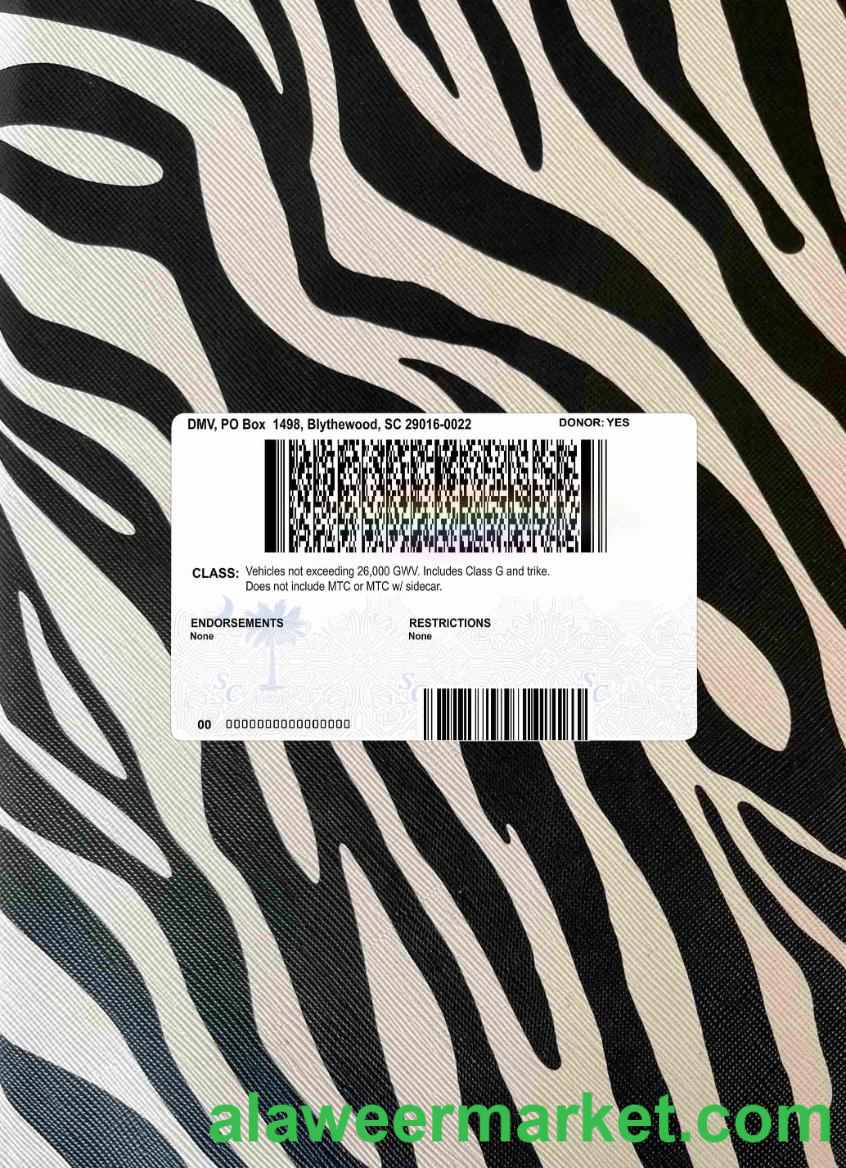 DMV, PO Box 1498, Blythewood, SC 29016-0022 DONOR: YES
CLASS: Vehicles not exceeding 26,000 GWV. Includes Class G and trike.
Does not include MTC or MTC w/ sidecar.
ENDORSEMENTS RESTRICTIONS
None None
SC SC SC
00 0000000000000000
alaweermarket.com